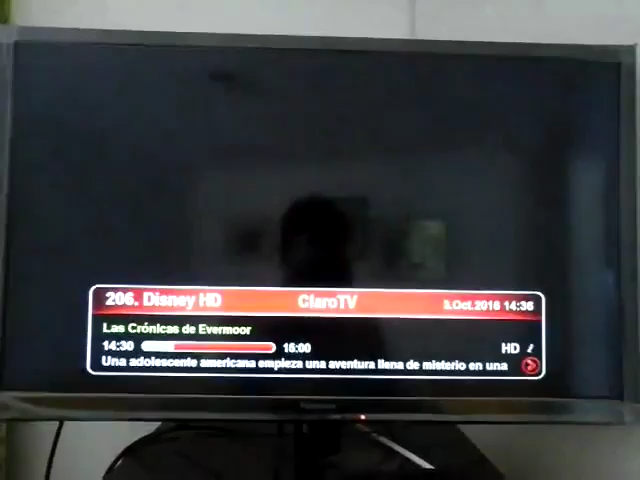 206. Disney HD ClaroTV 3.Oct.2016 14:36
Las Crónicas de Evermoor
14:30 15:00 HD
Una adolescente americana empieza una aventura llena de misterio en una